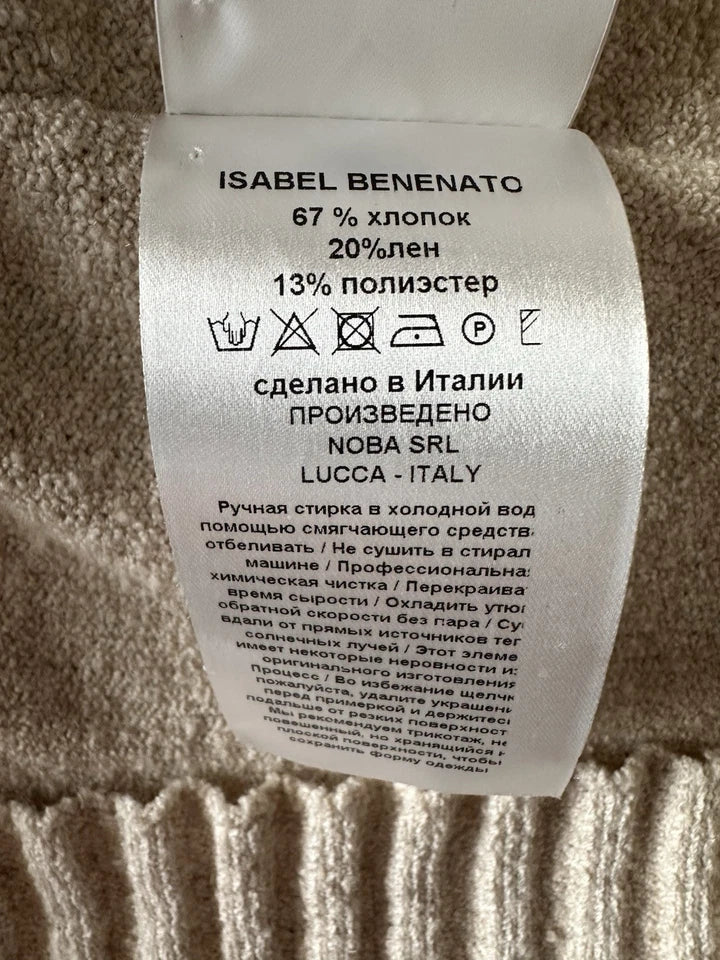 ISABEL BENENATO
67 % хлопок
20%лен
13% полиэстер
P
сделано в Италии
ПРОИЗВЕДЕНО
NOBA SRL
LUCCA - ITALY
Ручная стирка в холодной вод
помощью смягчающего средств
отбеливать / Не сушить в стирал
машине / Профессиональна
химическая чистка / Перекраива
время сырости / Охладить утюг
обратной скорости без пара / Су
вдали от прямых источников теп
солнечных лучей / Этот элеме
имеет некоторые неровности и
оригинального изготовления
Процесс / Во избежание щелчк
пожалуйста, удалите украшени
перед примеркой и держитесь
подальше от резких поверхност
Мы рекомендуем трикотаж, не
повешенный, но хранящийся н
плоской поверхности, чтобы
сохранить форму одежды